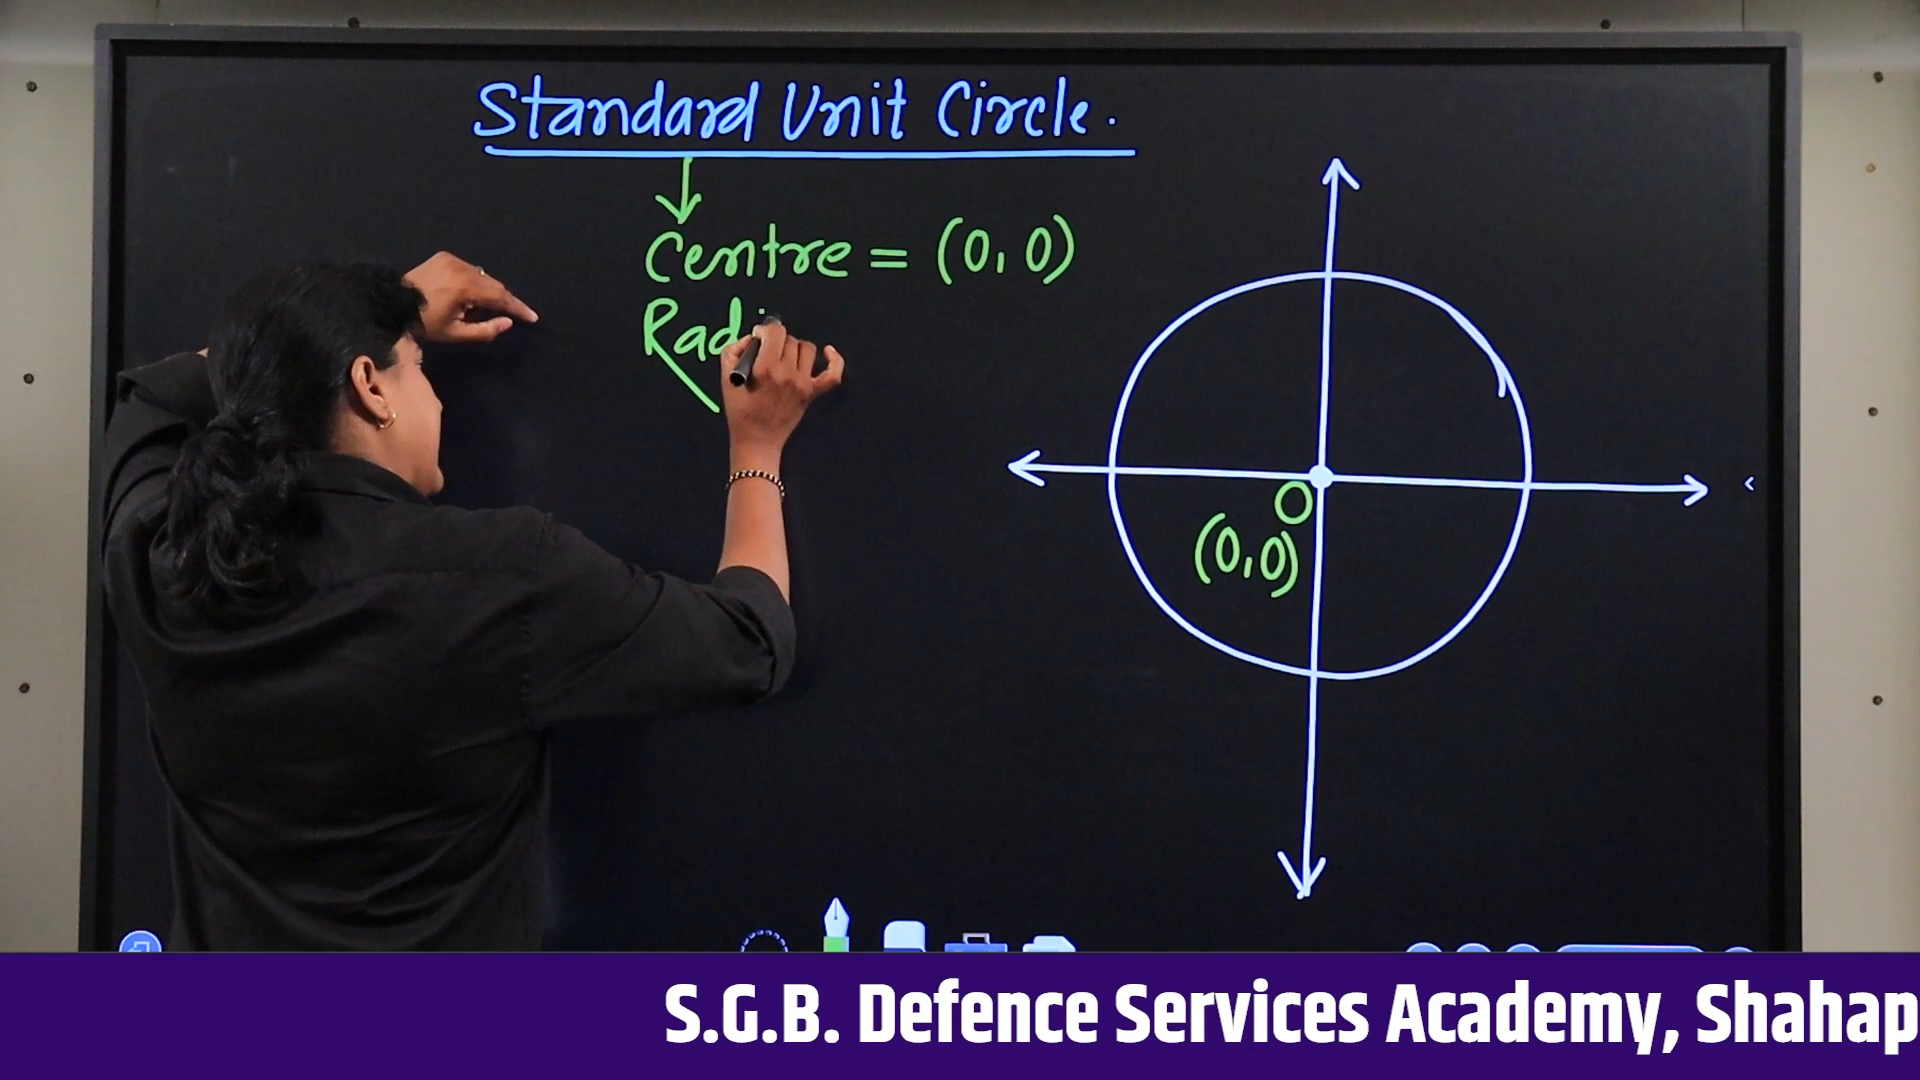 Standard Unit Circle.
Centre = (0, 0)
Radi
O
(0,0)
S.G.B. Defence Services Academy, Shahap